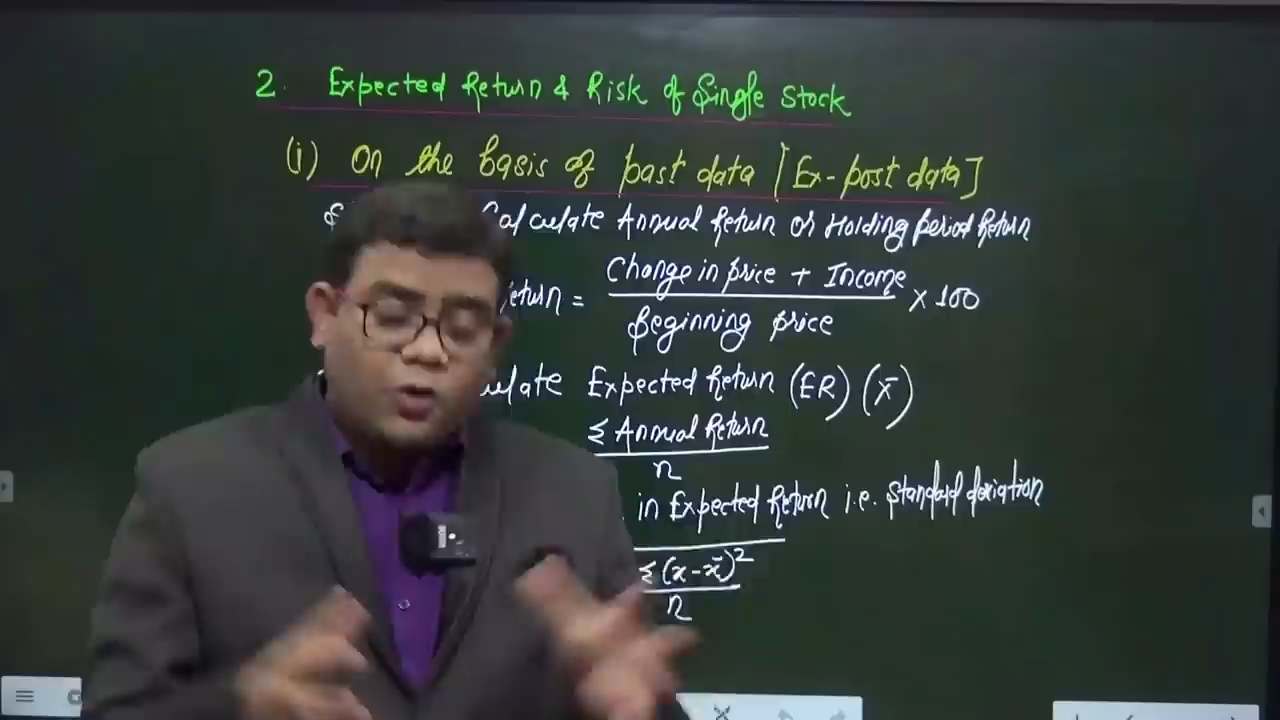 2. Expected Return & Risk of Single Stock
(i) On the basis of past data [Ex-post data]
Calculate Annual Return or Holding period Return
eturn = Change in price + Income / Beginning price × 100
ulate Expected Return (ER) (x̄)
Σ Annual Return
n
in Expected Return i.e. Standard deviation
Σ(x-x̄)²
n